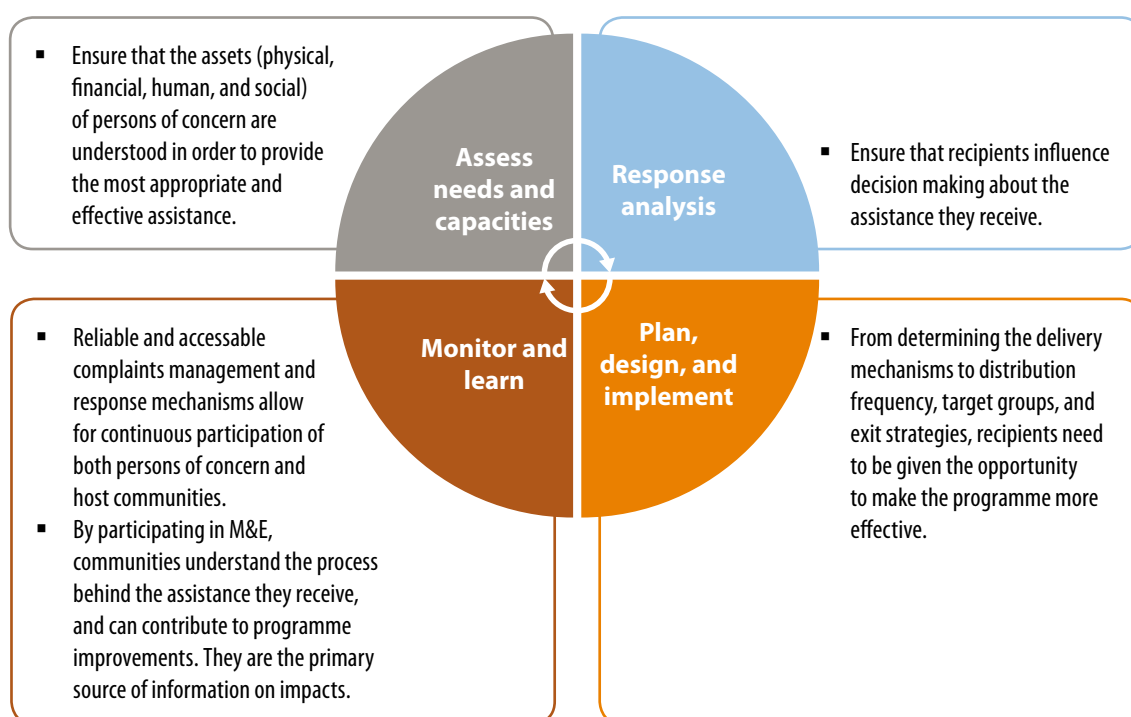 ▪ Ensure that the assets (physical,
financial, human, and social)
of persons of concern are
understood in order to provide
the most appropriate and
effective assistance.
Assess
needs and
capacities
Response
analysis
▪ Ensure that recipients influence
decision making about the
assistance they receive.
▪ Reliable and accessable
complaints management and
response mechanisms allow
for continuous participation of
both persons of concern and
host communities.
▪ By participating in M&E,
communities understand the process
behind the assistance they receive,
and can contribute to programme
improvements. They are the primary
source of information on impacts.
Monitor and
learn
Plan,
design, and
implement
▪ From determining the delivery
mechanisms to distribution
frequency, target groups, and
exit strategies, recipients need
to be given the opportunity
to make the programme more
effective.